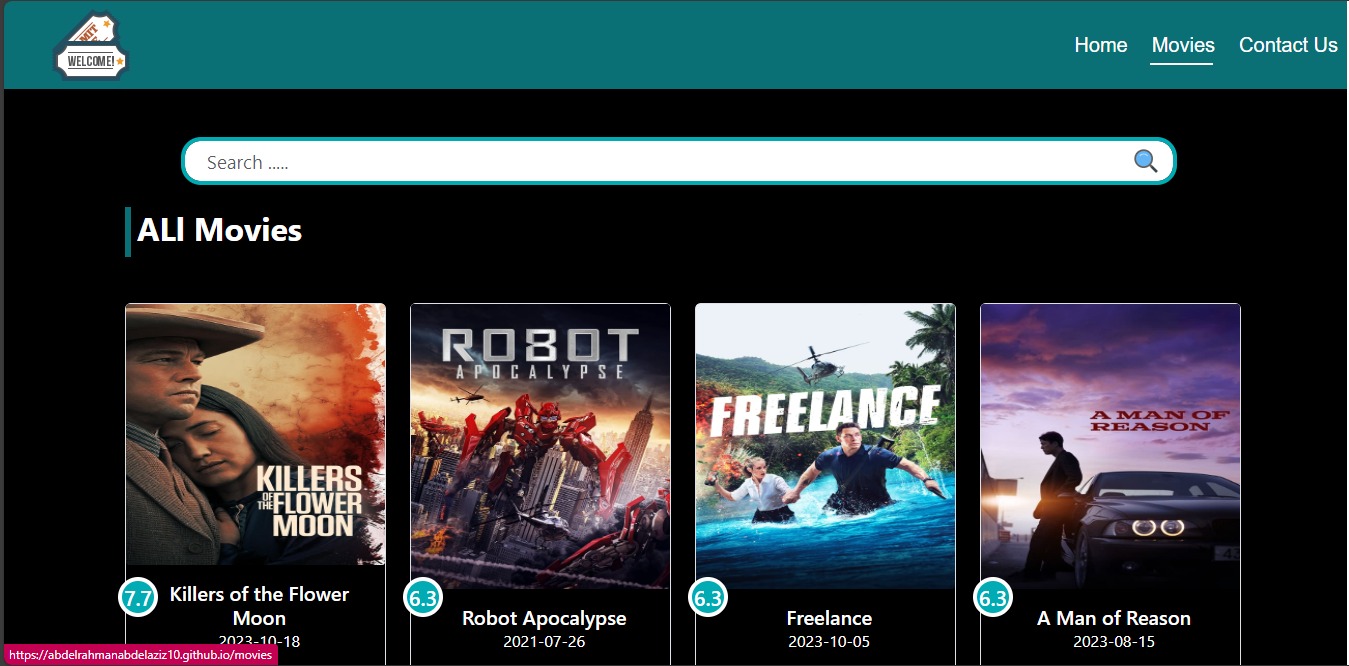 MIT
WELCOME!
Home
Movies
Contact Us
Search .....
ALl Movies
KILLERS
OF THE FLOWER
MOON
ROBOT
APOCALYPSE
FREELANCE
A MAN OF
REASON
7.7
Killers of the Flower
Moon
2023-10-18
6.3
Robot Apocalypse
2021-07-26
6.3
Freelance
2023-10-05
6.3
A Man of Reason
2023-08-15
https://abdelrahmanabdelaziz10.github.io/movies